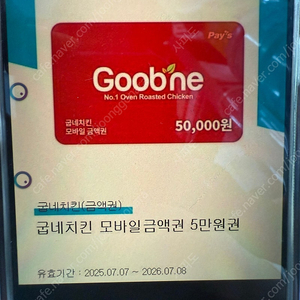 Pay's
Goobne
No.1 Oven Roasted Chicken
굽네치킨
모바일 금액권
50,000원
굽네치킨(금액권)
굽네치킨 모바일금액권 5만원권
유효기간 : 2025.07.07 ~ 2026.07.08